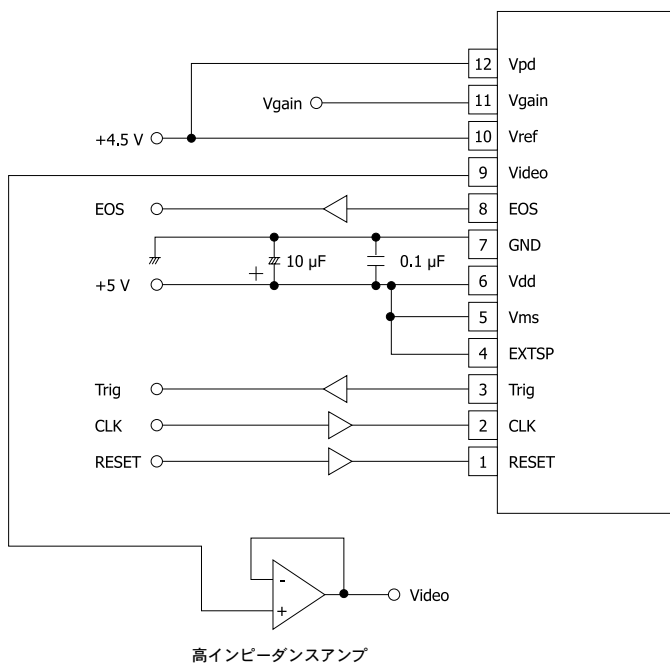 12 Vpd
Vgain 11 Vgain
+4.5 V 10 Vref
9 Video
EOS 8 EOS
7 GND
+ 10 μF 0.1 μF
+5 V 6 Vdd
5 Vms
4 EXTSP
Trig 3 Trig
CLK 2 CLK
RESET 1 RESET
-
+
Video
高インピーダンスアンプ